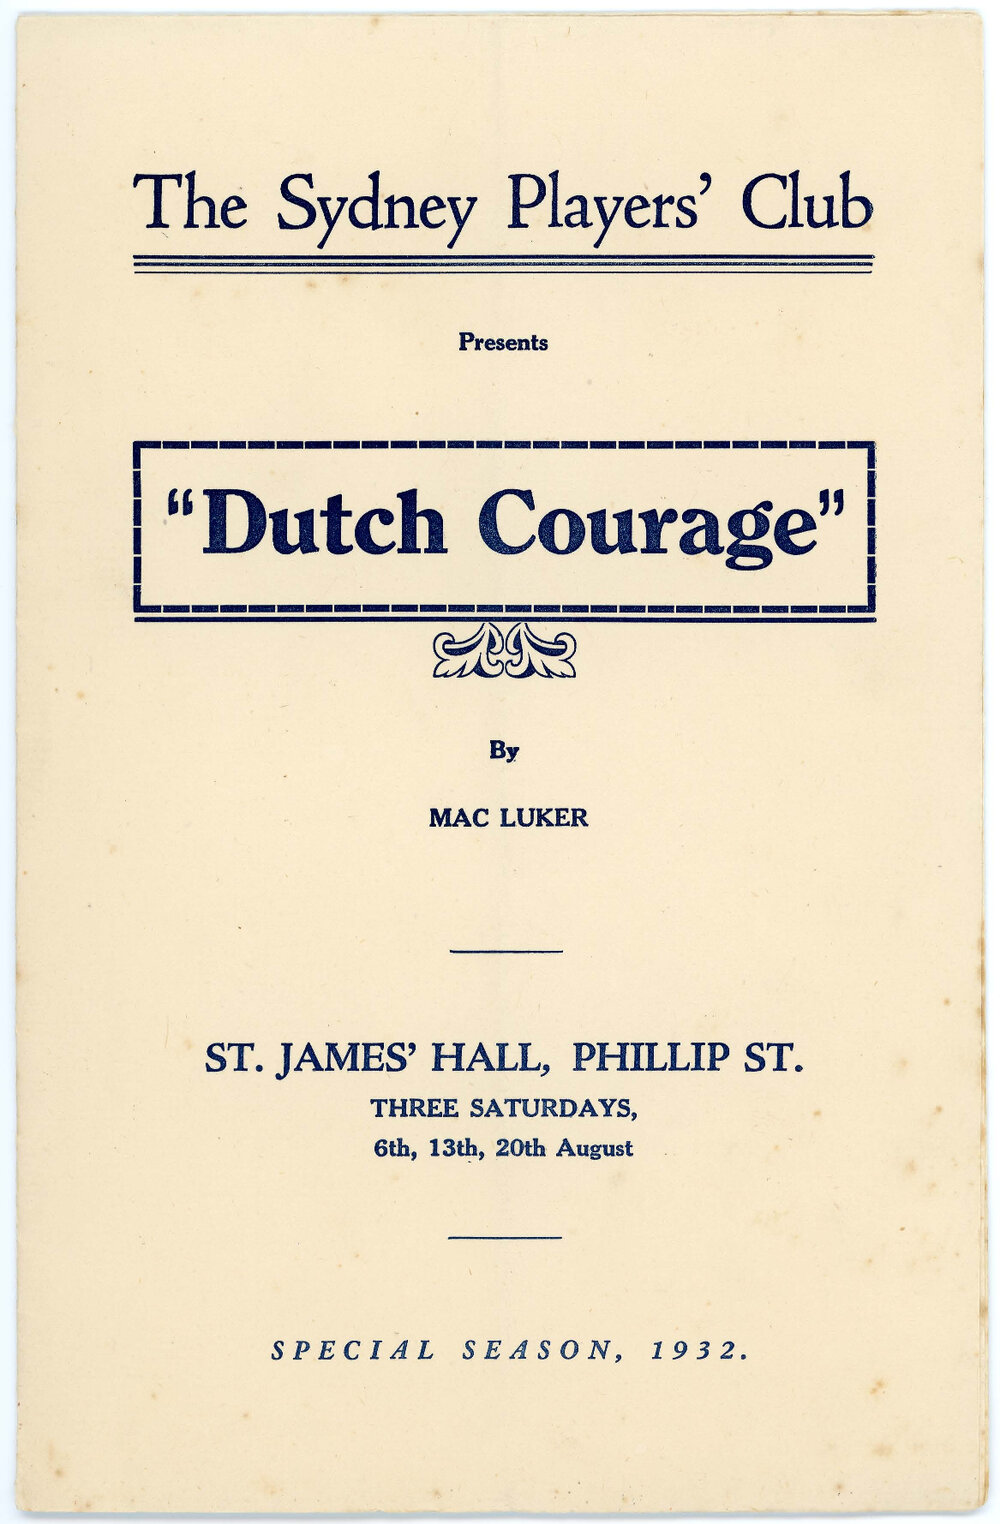 The Sydney Players’ Club
Presents
“Dutch Courage”
By
MAC LUKER
ST. JAMES’ HALL, PHILLIP ST.
THREE SATURDAYS,
6th, 13th, 20th August
SPECIAL SEASON, 1932.